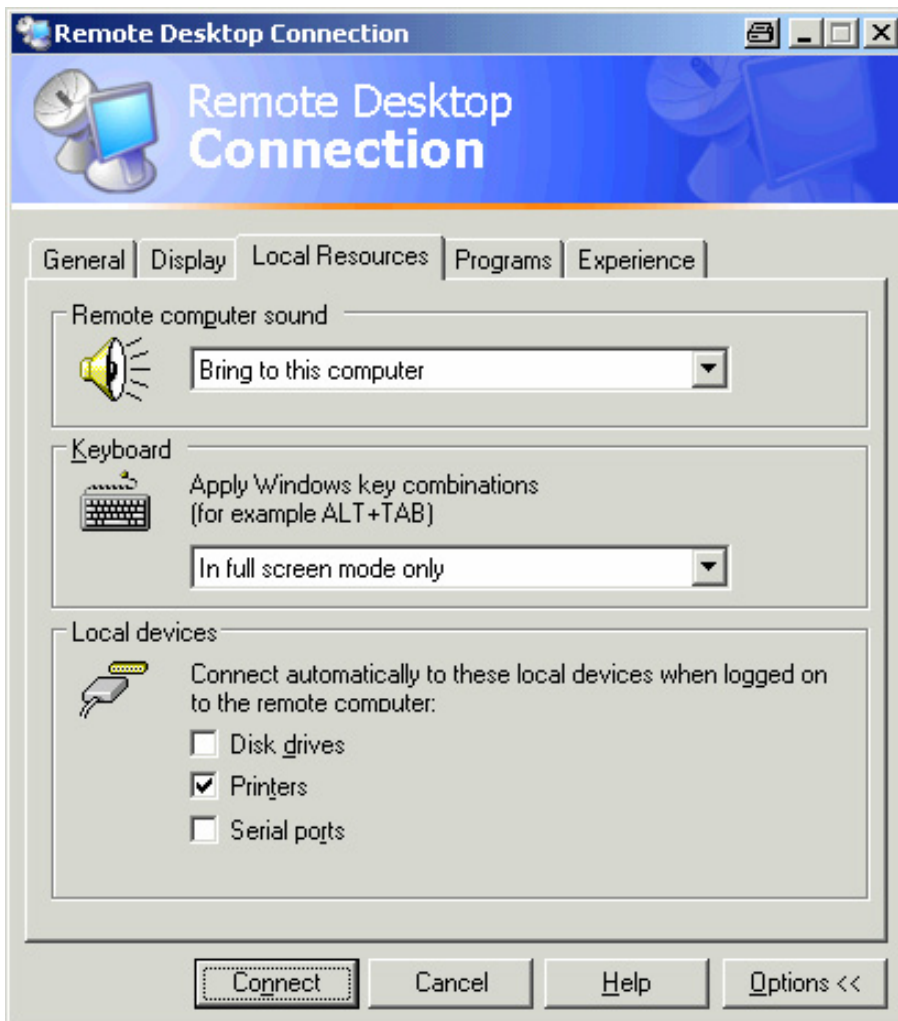 Remote Desktop Connection
Remote Desktop
Connection
General Display Local Resources Programs Experience
Remote computer sound
Bring to this computer
Keyboard
Apply Windows key combinations
(for example ALT+TAB)
In full screen mode only
Local devices
Connect automatically to these local devices when logged on
to the remote computer:
Disk drives
Printers
Serial ports
Connect Cancel Help Options <<